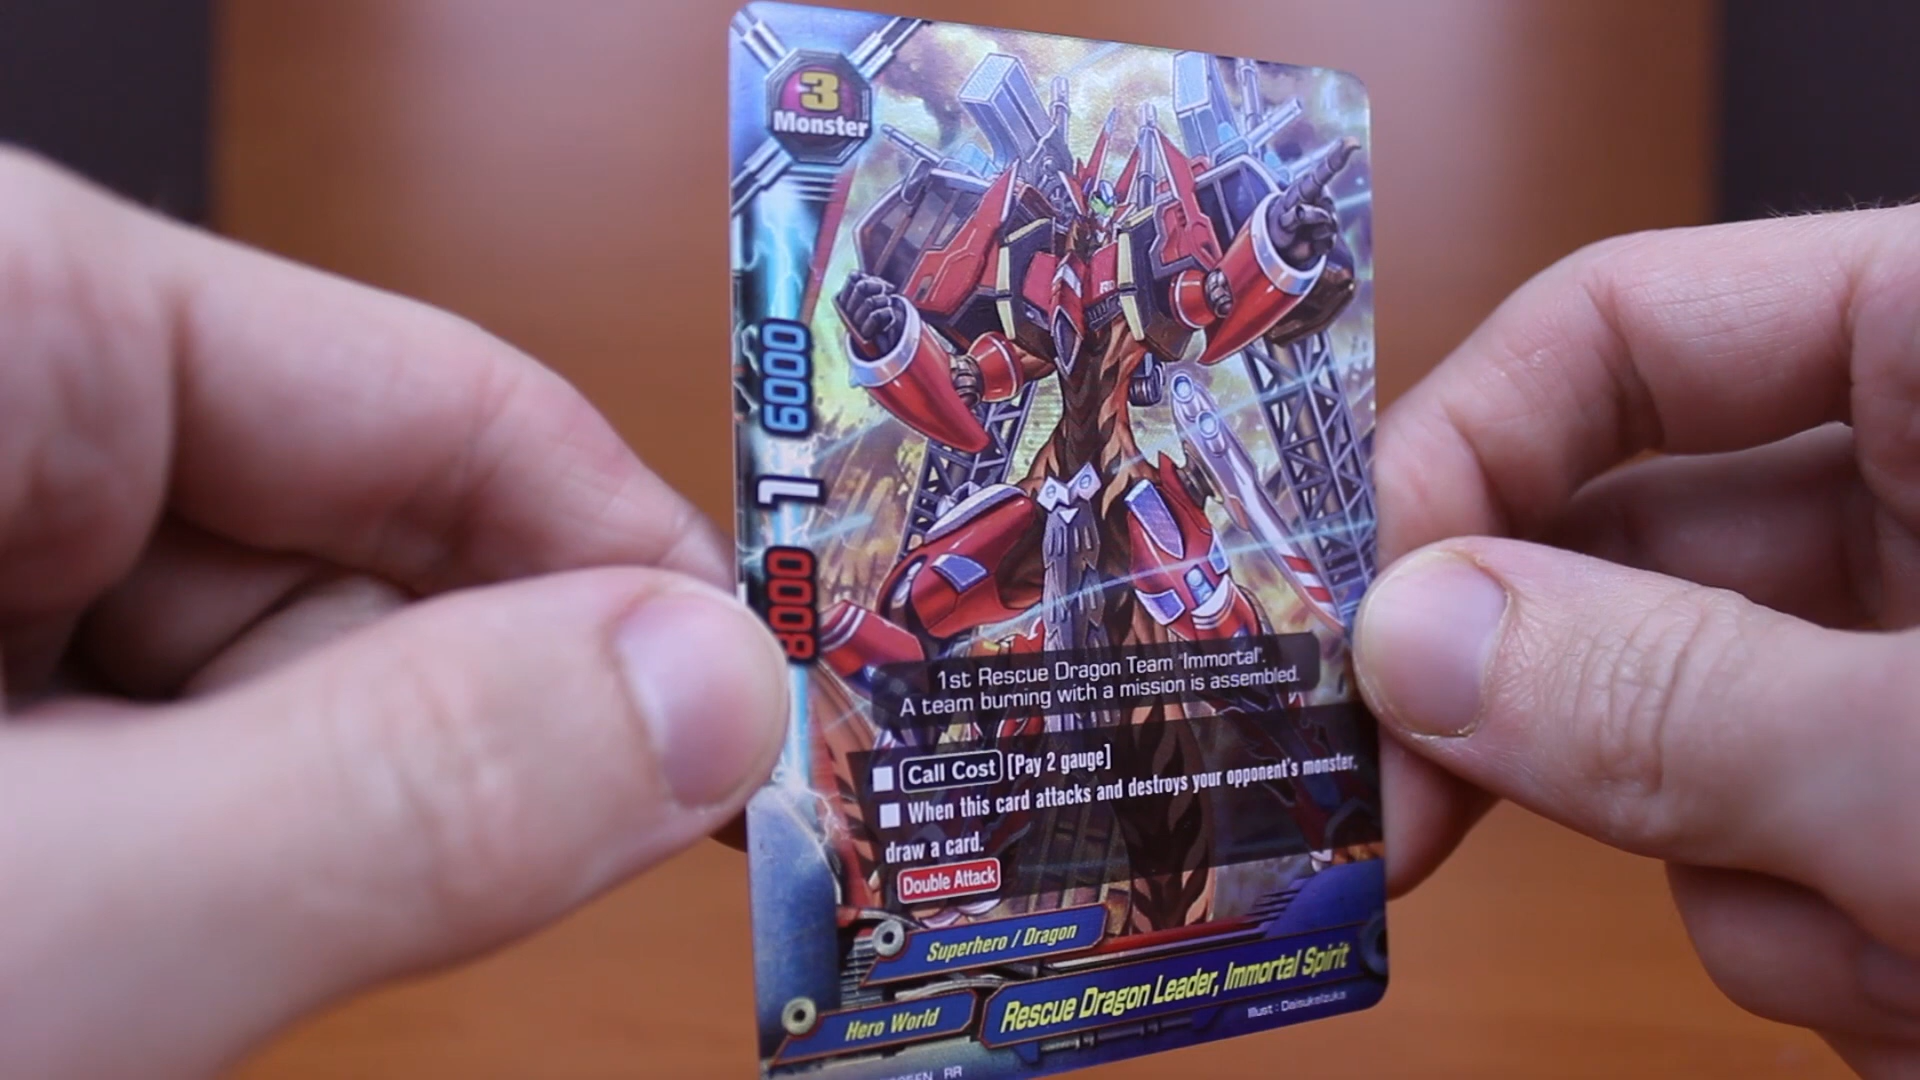 3
Monster
6000
1
8000
RD
1st Rescue Dragon Team "Immortal".
A team burning with a mission is assembled.
Call Cost [Pay 2 gauge]
When this card attacks and destroys your opponent's monster,
draw a card.
Double Attack
Superhero / Dragon
Rescue Dragon Leader, Immortal Spirit
Hero World
Illust : DaisukeIzuka
RR